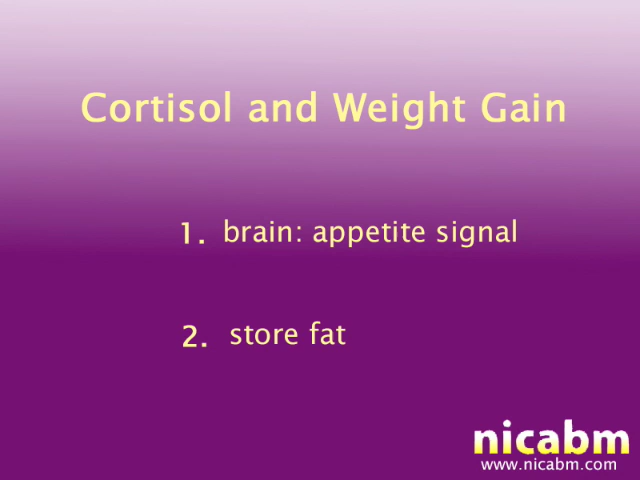 Cortisol and Weight Gain
1. brain: appetite signal
2. store fat
nicabm
www.nicabm.com